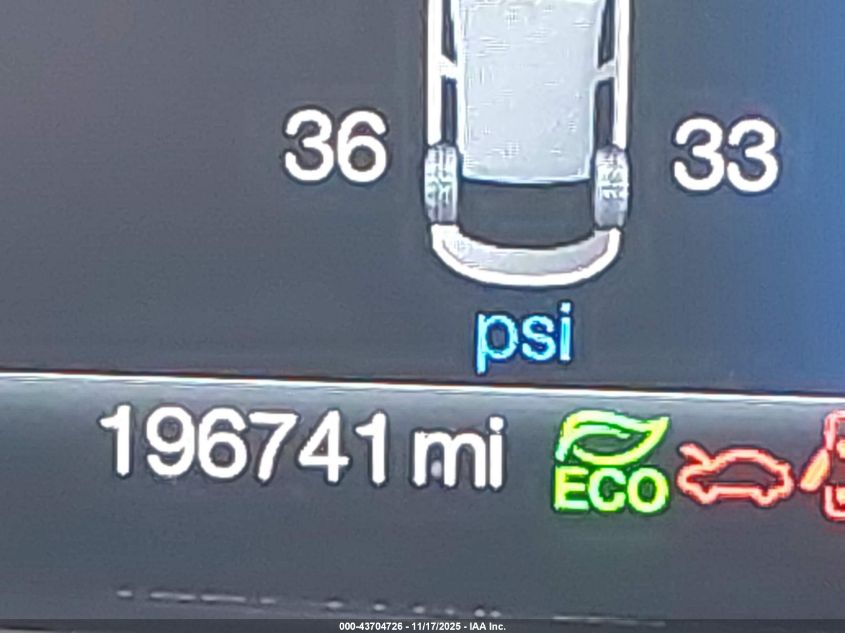 36 33
psi
196741 mi ECO
000-43704726 - 11/17/2025 - IAA Inc.